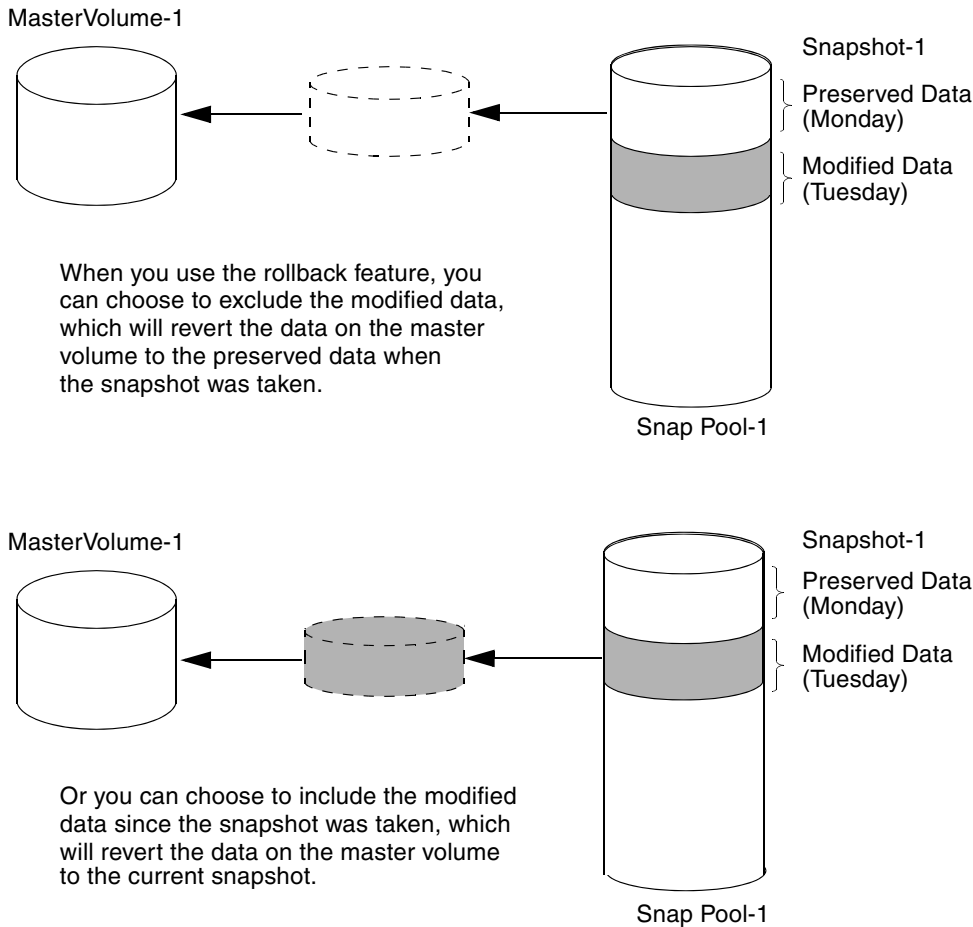 MasterVolume-1
Snapshot-1
Preserved Data
(Monday)
Modified Data
(Tuesday)
When you use the rollback feature, you
can choose to exclude the modified data,
which will revert the data on the master
volume to the preserved data when
the snapshot was taken.
Snap Pool-1
MasterVolume-1
Snapshot-1
Preserved Data
(Monday)
Modified Data
(Tuesday)
Or you can choose to include the modified
data since the snapshot was taken, which
will revert the data on the master volume
to the current snapshot.
Snap Pool-1